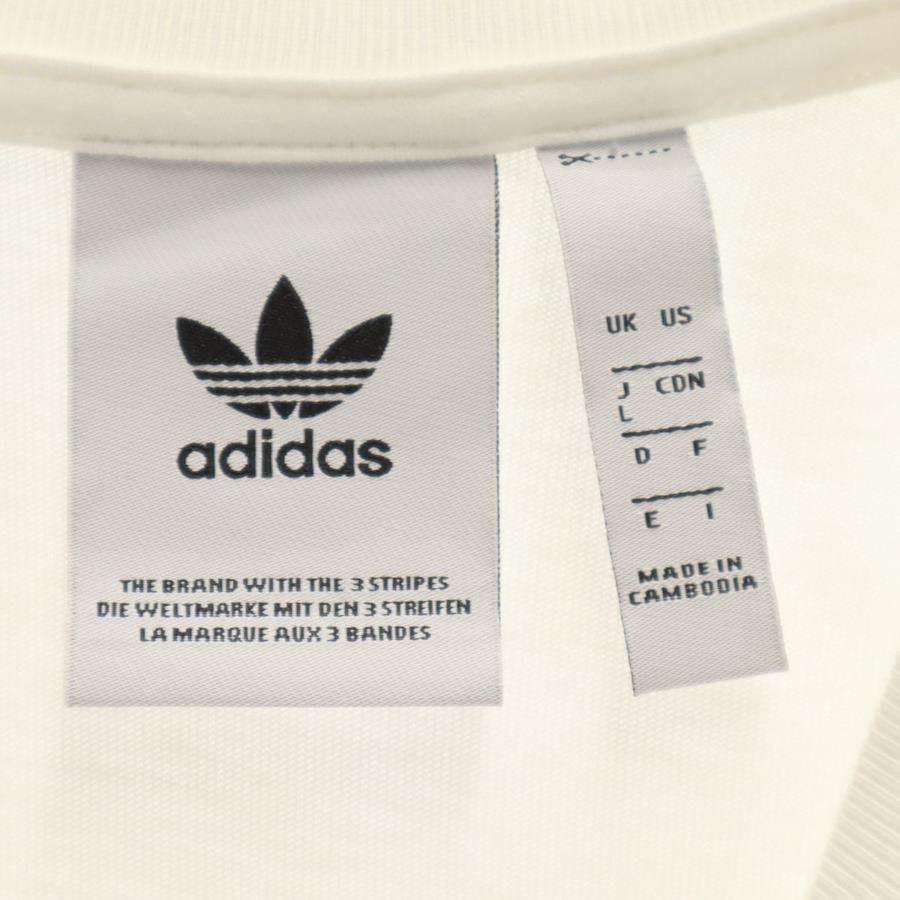 adidas
THE BRAND WITH THE 3 STRIPES
DIE WELTMARKE MIT DEN 3 STREIFEN
LA MARQUE AUX 3 BANDES
UK US
J CDN
L
D F
E I
MADE IN
CAMBODIA